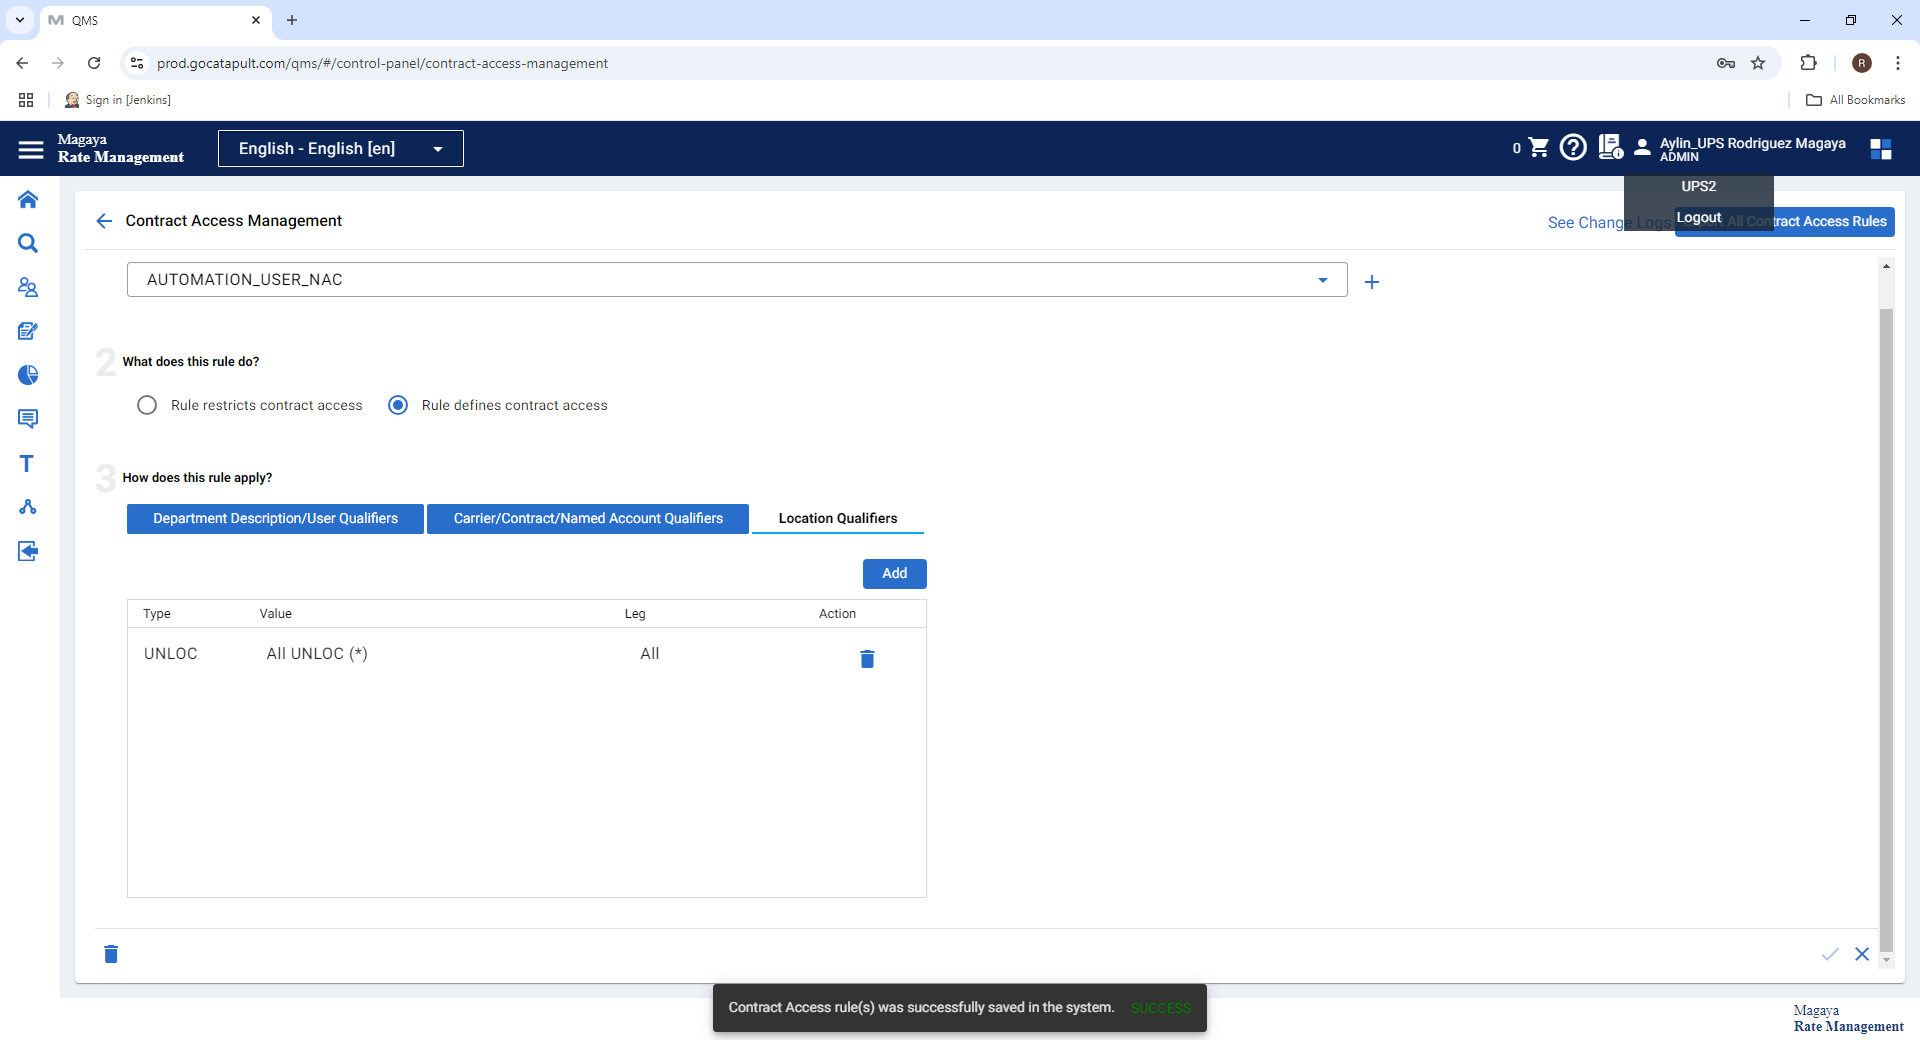 QMS
prod.gocatapult.com/qms/#/control-panel/contract-access-management
R
Sign in [Jenkins]
All Bookmarks
Magaya
Rate Management
English - English [en]
0
Aylin_UPS Rodriguez Magaya
ADMIN
UPS2
Logout
Contract Access Management
See Change Logs
All Contract Access Rules
AUTOMATION_USER_NAC
2 What does this rule do?
Rule restricts contract access
Rule defines contract access
3 How does this rule apply?
Department Description/User Qualifiers
Carrier/Contract/Named Account Qualifiers
Location Qualifiers
Add
Type Value Leg Action
UNLOC All UNLOC (*) All
Contract Access rule(s) was successfully saved in the system. SUCCESS
Magaya
Rate Management